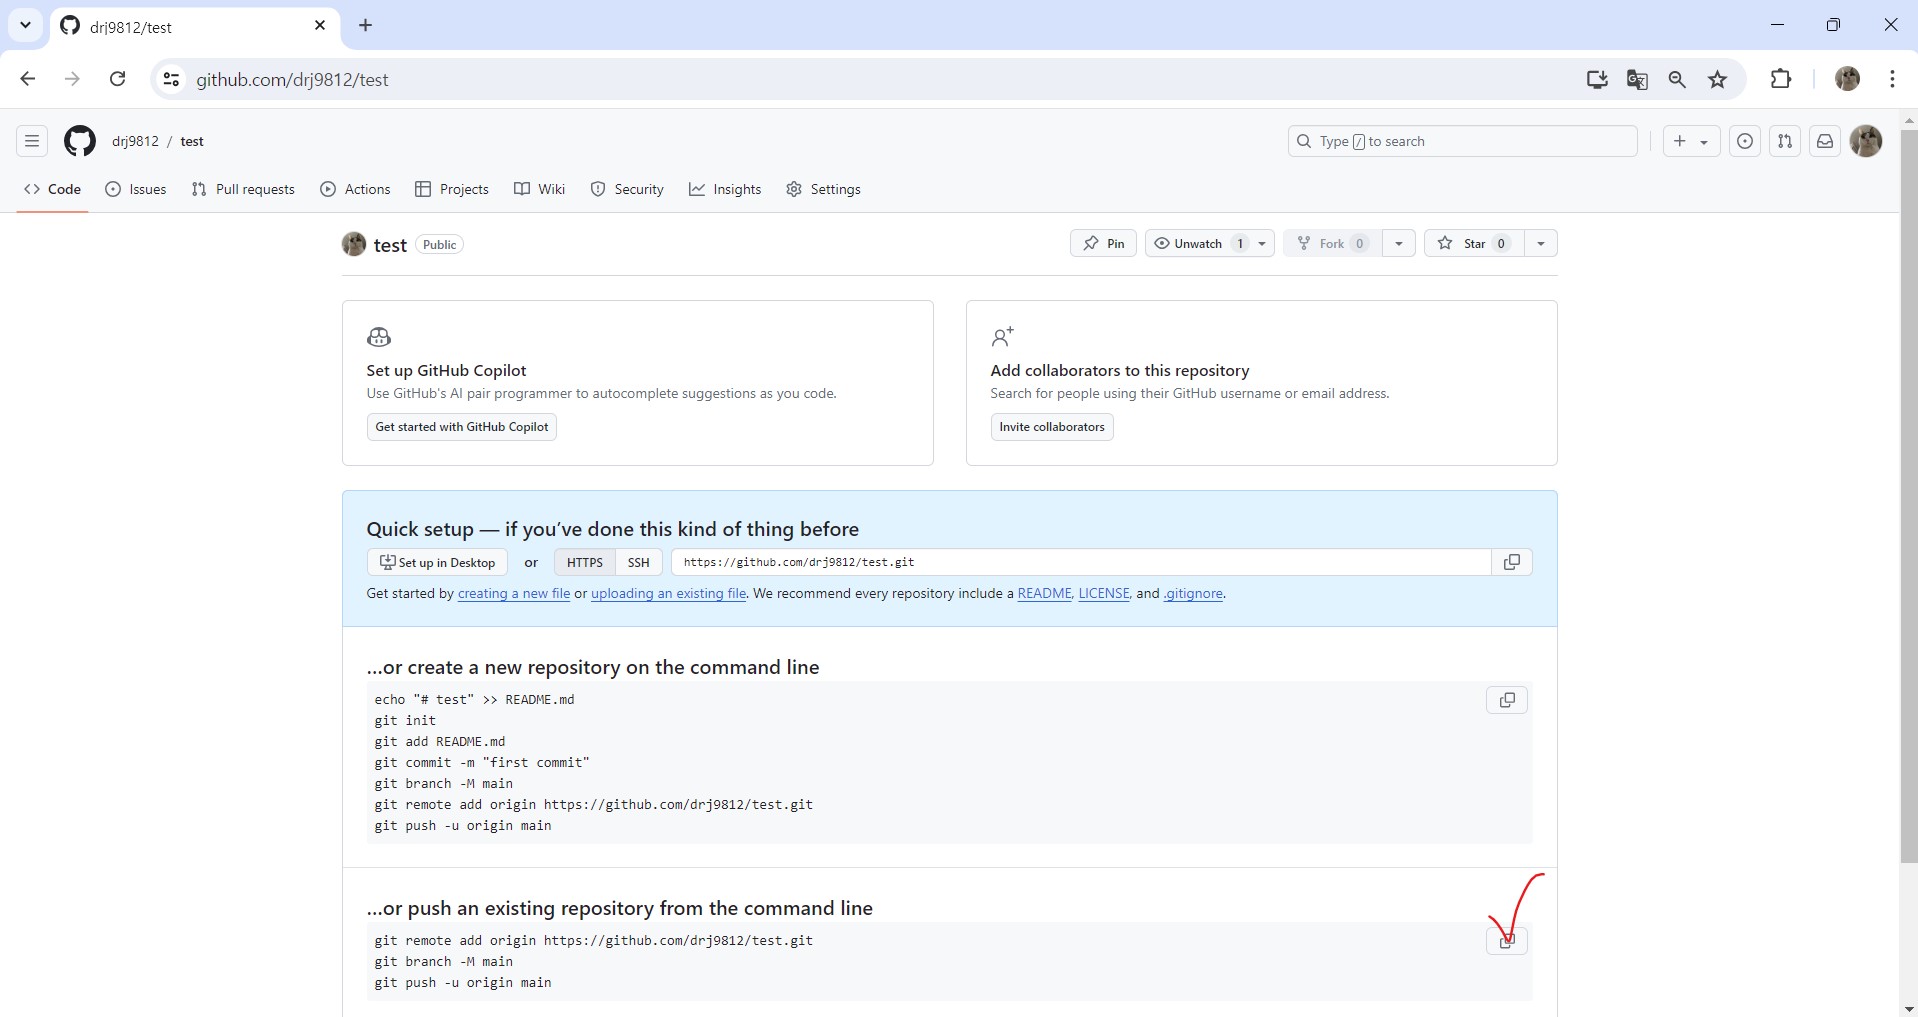 drj9812/test
github.com/drj9812/test
drj9812 / test
Type / to search
Code Issues Pull requests Actions Projects Wiki Security Insights Settings
test Public
Pin Unwatch 1 Fork 0 Star 0
Set up GitHub Copilot
Use GitHub's AI pair programmer to autocomplete suggestions as you code.
Get started with GitHub Copilot
Add collaborators to this repository
Search for people using their GitHub username or email address.
Invite collaborators
Quick setup — if you’ve done this kind of thing before
Set up in Desktop or HTTPS SSH https://github.com/drj9812/test.git
Get started by creating a new file or uploading an existing file. We recommend every repository include a README, LICENSE, and .gitignore.
…or create a new repository on the command line
echo "# test" >> README.md
git init
git add README.md
git commit -m "first commit"
git branch -M main
git remote add origin https://github.com/drj9812/test.git
git push -u origin main
…or push an existing repository from the command line
git remote add origin https://github.com/drj9812/test.git
git branch -M main
git push -u origin main